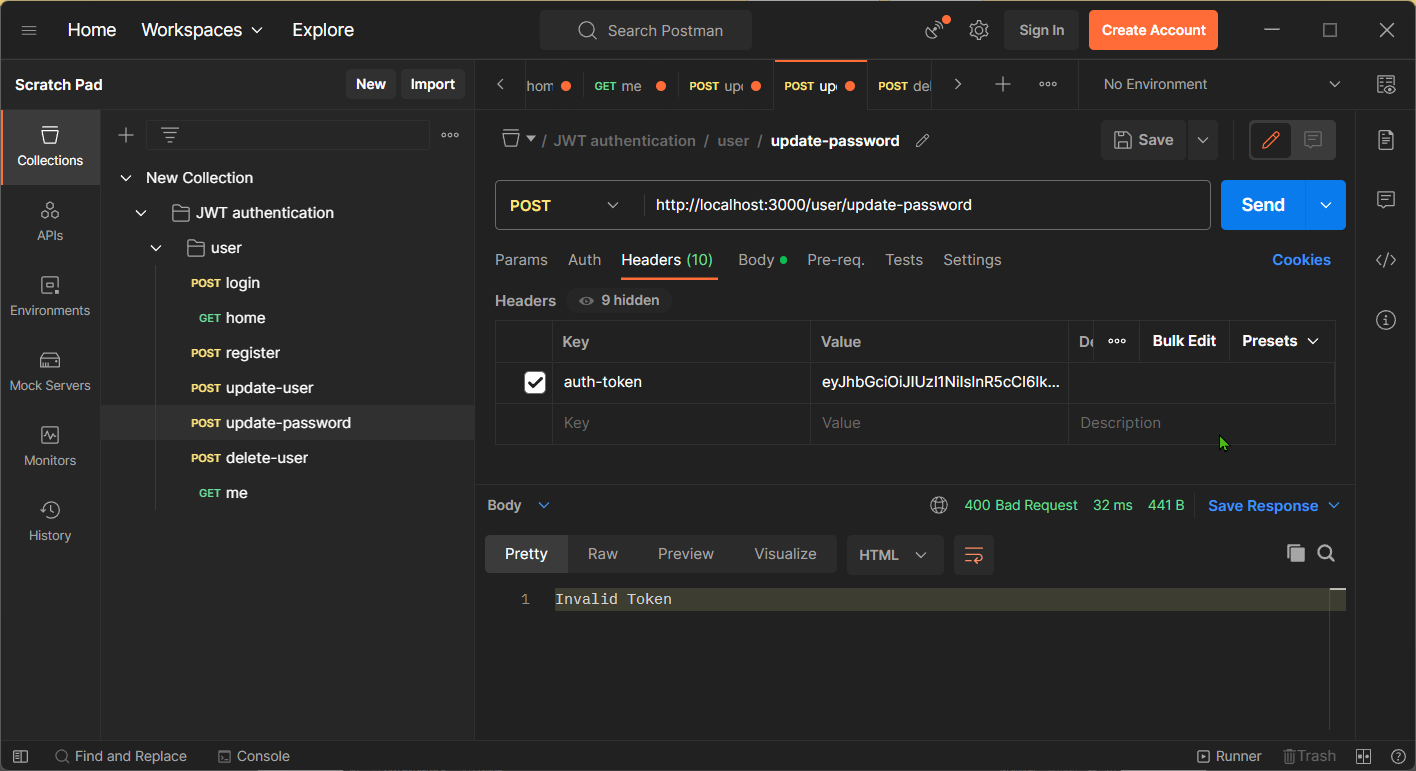 Home Workspaces Explore Search Postman Sign In Create Account
Scratch Pad New Import
hom GET me POST upd POST up POST del No Environment
Collections
APIs
Environments
Mock Servers
Monitors
History
New Collection
JWT authentication
user
POST login
GET home
POST register
POST update-user
POST update-password
POST delete-user
GET me
/ JWT authentication / user / update-password Save
POST http://localhost:3000/user/update-password Send
Params Auth Headers (10) Body Pre-req. Tests Settings Cookies
Headers 9 hidden
Key Value De Bulk Edit Presets
auth-token eyJhbGciOiJIUzI1NiIsInR5cCI6Ik...
Key Value Description
Body 400 Bad Request 32 ms 441 B Save Response
Pretty Raw Preview Visualize HTML
1 Invalid Token
Find and Replace Console Runner Trash